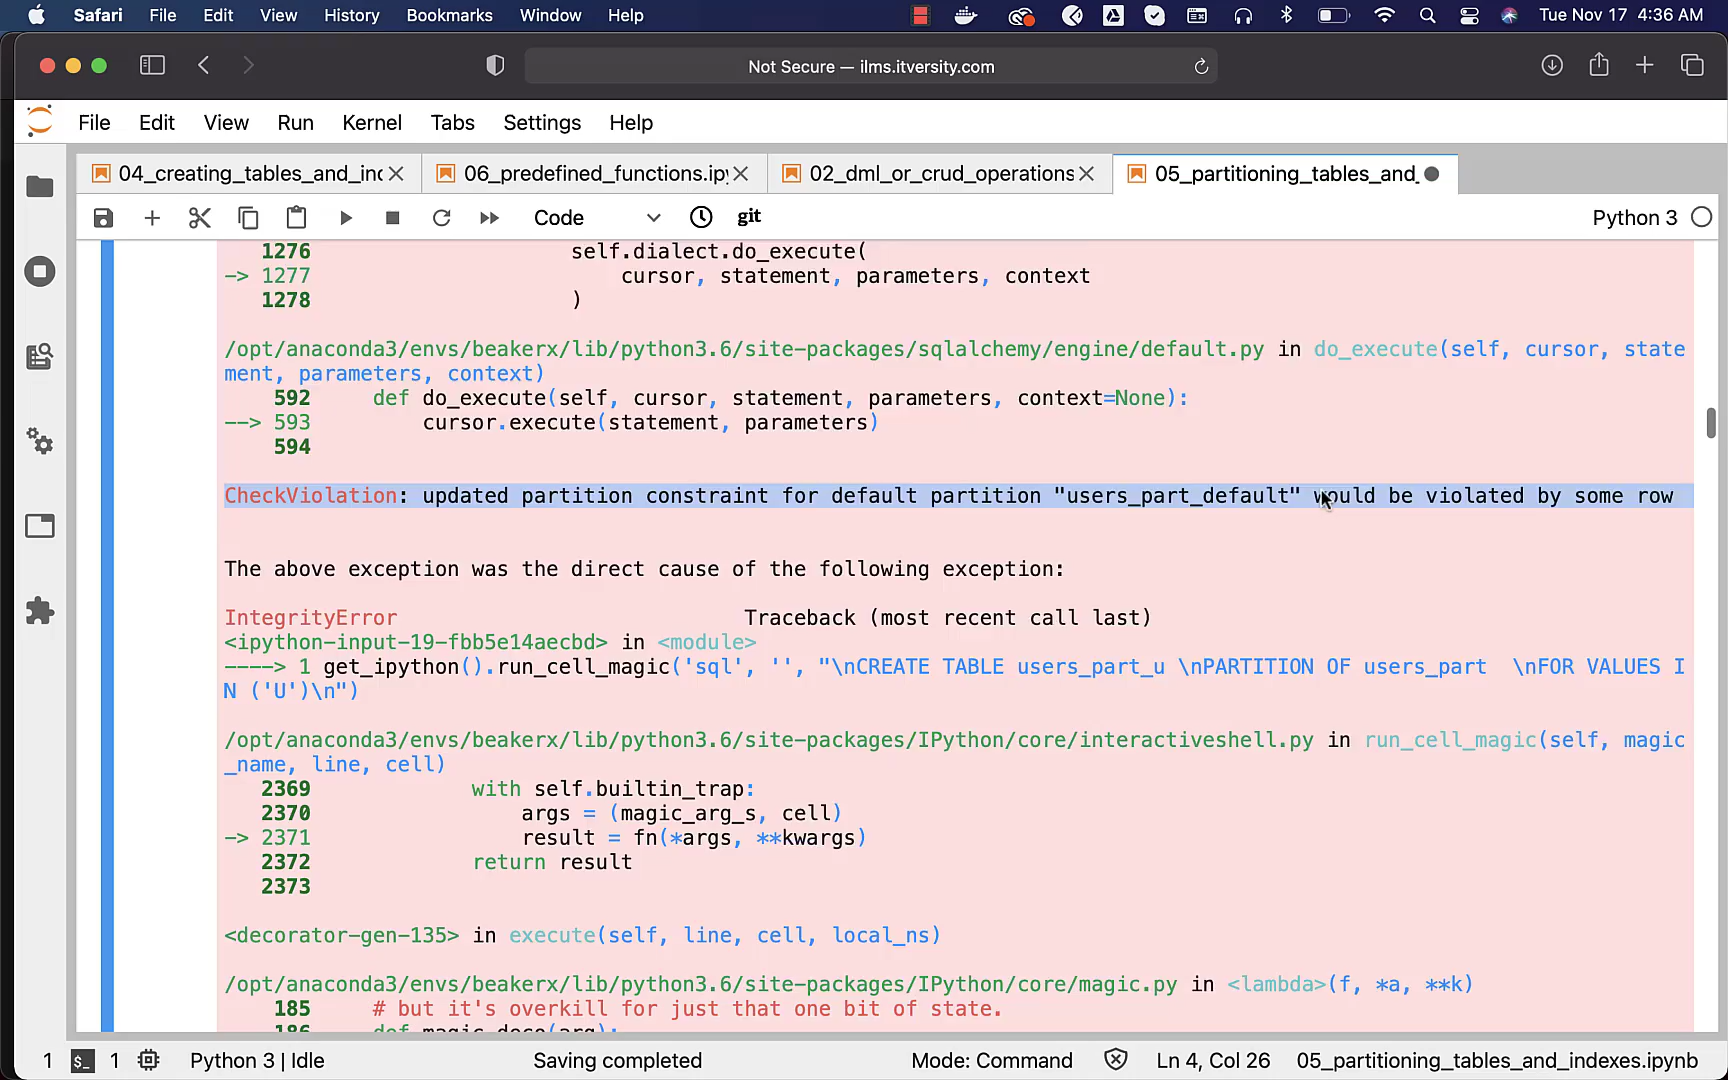 Safari File Edit View History Bookmarks Window Help Tue Nov 17 4:36 AM
Not Secure — ilms.itversity.com
File Edit View Run Kernel Tabs Settings Help
04_creating_tables_and_inc 06_predefined_functions.ipy 02_dml_or_crud_operations 05_partitioning_tables_and_
Code git Python 3
1276 self.dialect.do_execute(
-> 1277 cursor, statement, parameters, context
1278 )
/opt/anaconda3/envs/beakerx/lib/python3.6/site-packages/sqlalchemy/engine/default.py in do_execute(self, cursor, state
ment, parameters, context)
592 def do_execute(self, cursor, statement, parameters, context=None):
--> 593 cursor.execute(statement, parameters)
594
CheckViolation: updated partition constraint for default partition "users_part_default" would be violated by some row
The above exception was the direct cause of the following exception:
IntegrityError Traceback (most recent call last)
<ipython-input-19-fbb5e14aecbd> in <module>
----> 1 get_ipython().run_cell_magic('sql', '', "\nCREATE TABLE users_part_u \nPARTITION OF users_part  \nFOR VALUES I
N ('U')\n")
/opt/anaconda3/envs/beakerx/lib/python3.6/site-packages/IPython/core/interactiveshell.py in run_cell_magic(self, magic
_name, line, cell)
2369 with self.builtin_trap:
2370 args = (magic_arg_s, cell)
-> 2371 result = fn(*args, **kwargs)
2372 return result
2373
<decorator-gen-135> in execute(self, line, cell, local_ns)
/opt/anaconda3/envs/beakerx/lib/python3.6/site-packages/IPython/core/magic.py in <lambda>(f, *a, **k)
185 # but it's overkill for just that one bit of state.
186 def magic_deco(arg):
1 $_ 1 Python 3 | Idle Saving completed Mode: Command Ln 4, Col 26 05_partitioning_tables_and_indexes.ipynb